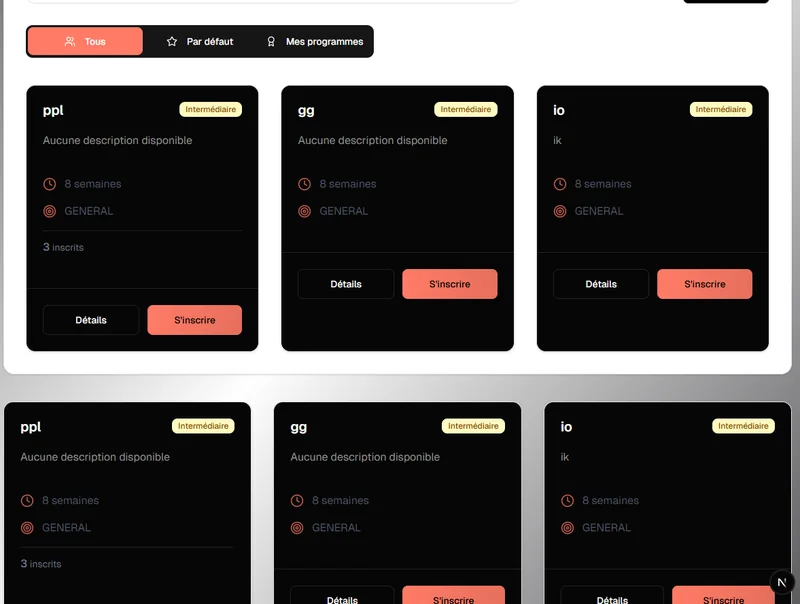 Tous Par défaut Mes programmes
ppl Intermédiaire gg Intermédiaire io Intermédiaire
Aucune description disponible Aucune description disponible ik
8 semaines 8 semaines 8 semaines
GENERAL GENERAL GENERAL
3 inscrits
Détails S'inscrire Détails S'inscrire
Détails S'inscrire
ppl Intermédiaire gg Intermédiaire io Intermédiaire
Aucune description disponible Aucune description disponible ik
8 semaines 8 semaines 8 semaines
GENERAL GENERAL GENERAL
3 inscrits
Détails S'inscrire Détails S'inscrire
N